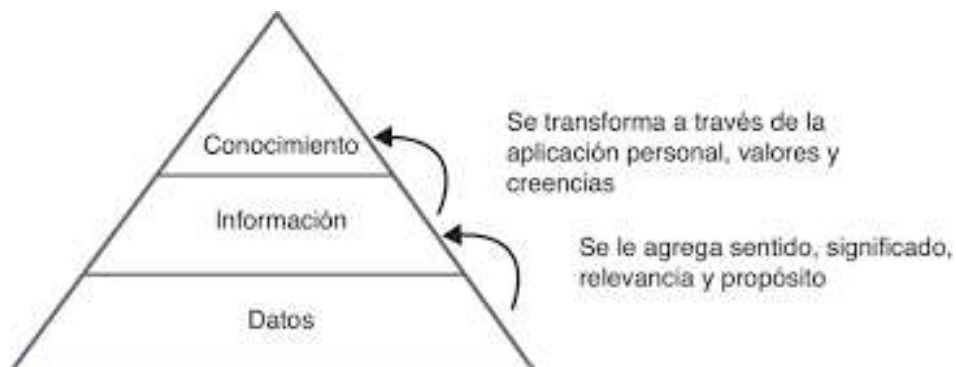 Conocimiento
Se transforma a través de la
aplicación personal, valores y
creencias
Información
Se le agrega sentido, significado,
relevancia y propósito
Datos